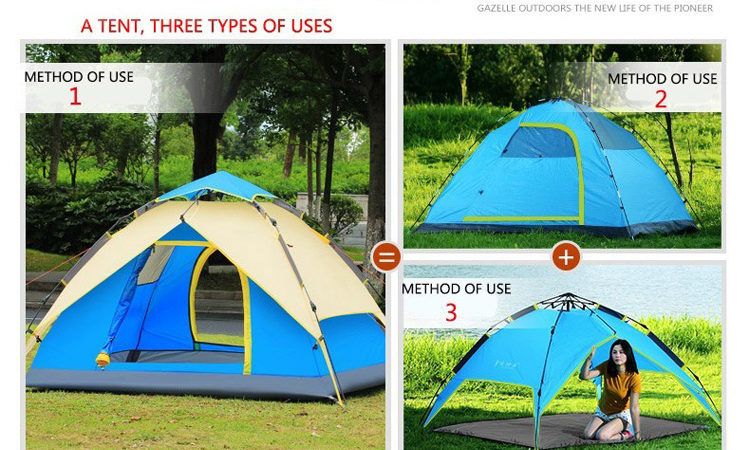 GAZELLE OUTDOORS THE NEW LIFE OF THE PIONEER
A TENT, THREE TYPES OF USES
METHOD OF USE
1
METHOD OF USE
2
=
+
METHOD OF USE
3